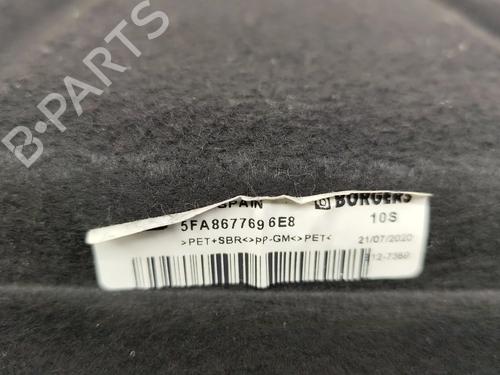 B-PARTS
SPAIN BORGERS
5FA867769 6E8 10S
>PET+SBR<>PP-GM<>PET< 21/07/2020